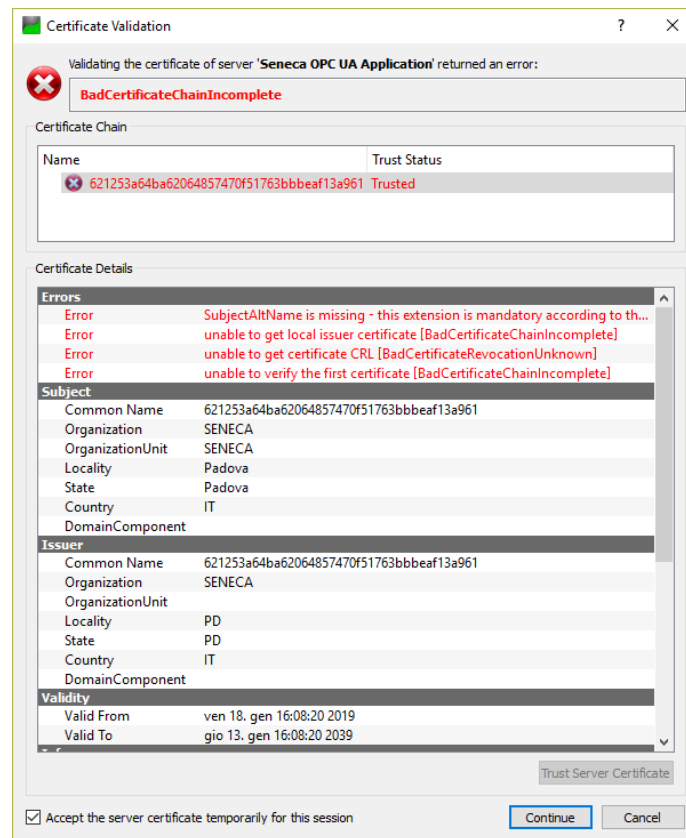 Certificate Validation
? ×
Validating the certificate of server 'Seneca OPC UA Application' returned an error:
BadCertificateChainIncomplete
Certificate Chain
Name Trust Status
621253a64ba62064857470f51763bbbeaf13a961 Trusted
Certificate Details
Errors
Error SubjectAltName is missing - this extension is mandatory according to th...
Error unable to get local issuer certificate [BadCertificateChainIncomplete]
Error unable to get certificate CRL [BadCertificateRevocationUnknown]
Error unable to verify the first certificate [BadCertificateChainIncomplete]
Subject
Common Name 621253a64ba62064857470f51763bbbeaf13a961
Organization SENECA
OrganizationUnit SENECA
Locality Padova
State Padova
Country IT
DomainComponent
Issuer
Common Name 621253a64ba62064857470f51763bbbeaf13a961
Organization SENECA
OrganizationUnit
Locality PD
State PD
Country IT
DomainComponent
Validity
Valid From ven 18. gen 16:08:20 2019
Valid To gio 13. gen 16:08:20 2039
Trust Server Certificate
Accept the server certificate temporarily for this session
Continue
Cancel